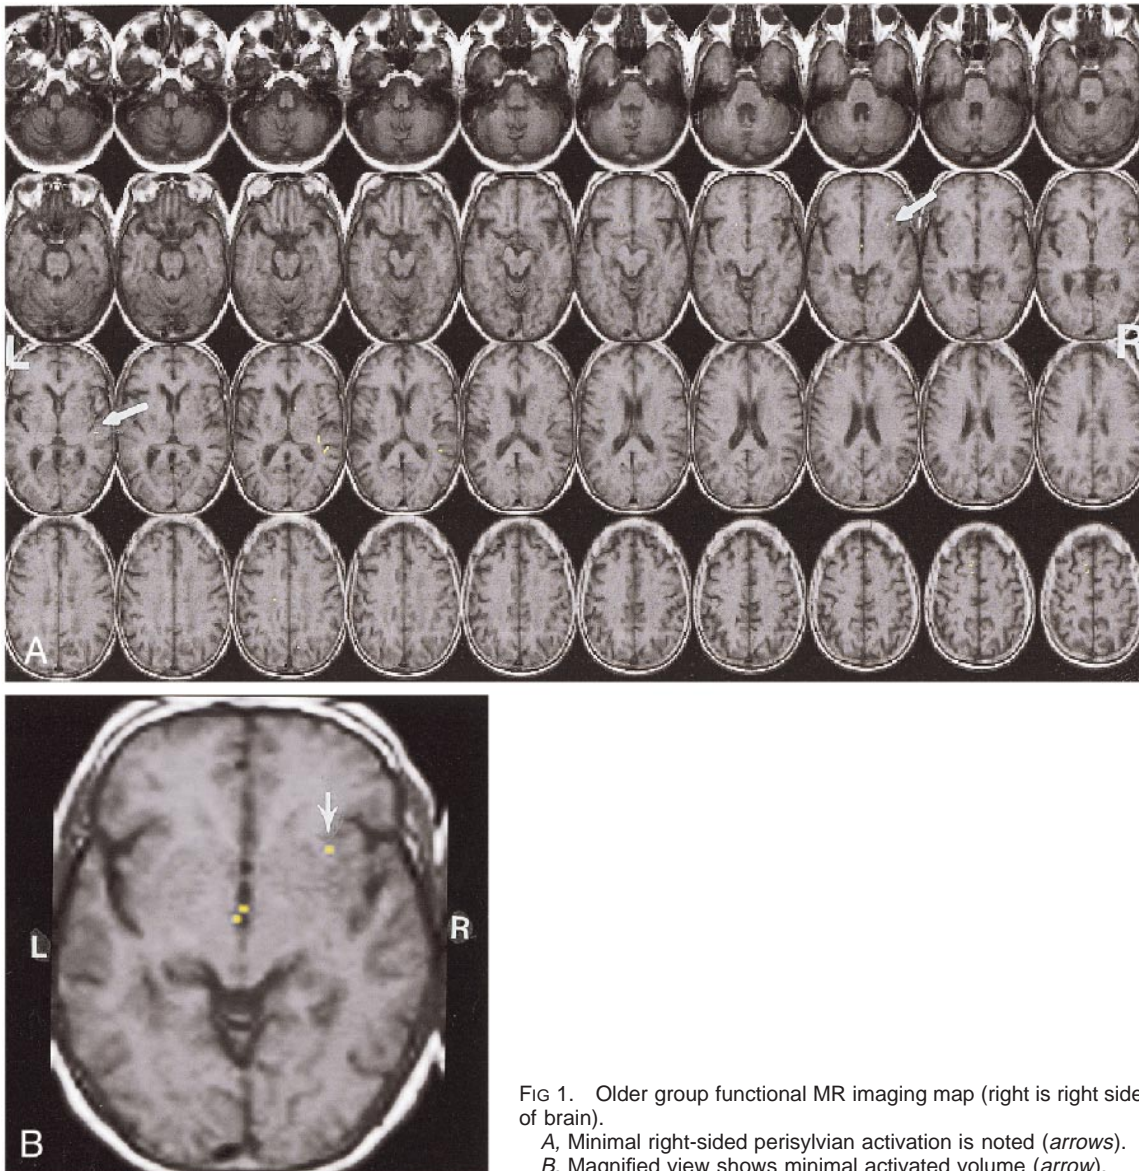 L
R
A
L
R
B
FIG 1. Older group functional MR imaging map (right is right side
of brain).
A, Minimal right-sided perisylvian activation is noted (arrows).
B, Magnified view shows minimal activated volume (arrow).